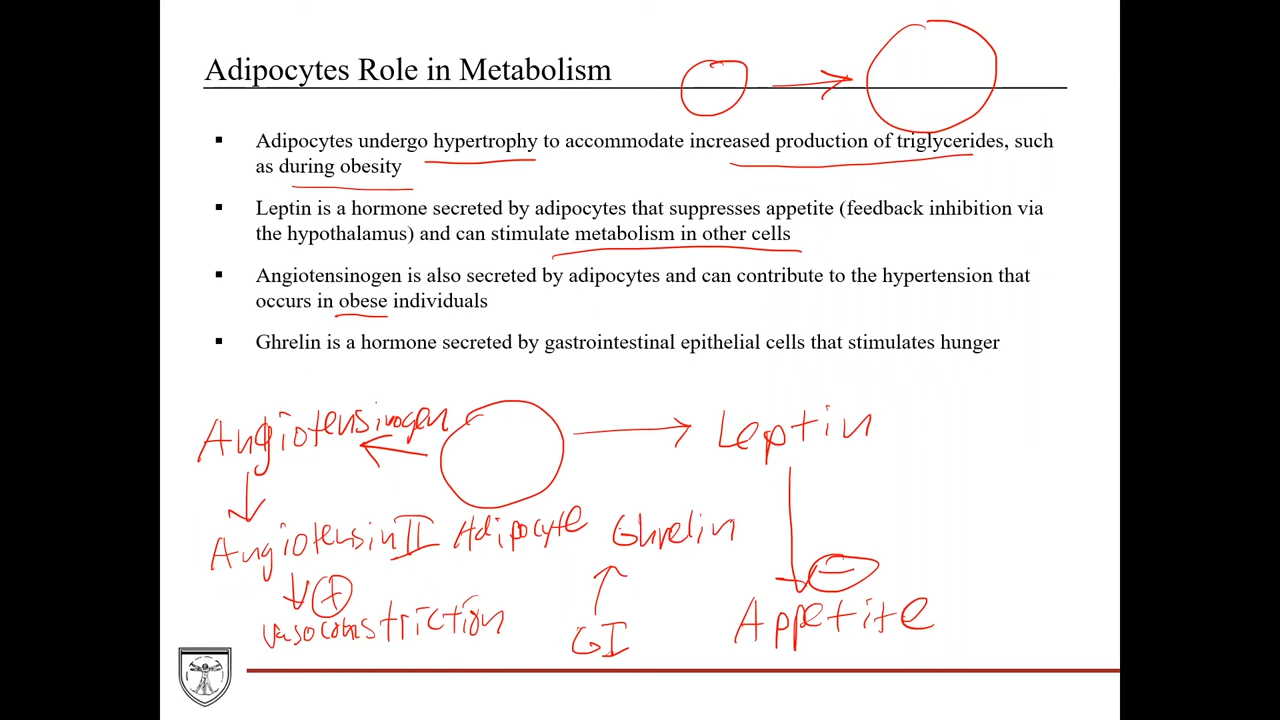 Adipocytes Role in Metabolism
▪ Adipocytes undergo hypertrophy to accommodate increased production of triglycerides, such
as during obesity
▪ Leptin is a hormone secreted by adipocytes that suppresses appetite (feedback inhibition via
the hypothalamus) and can stimulate metabolism in other cells
▪ Angiotensinogen is also secreted by adipocytes and can contribute to the hypertension that
occurs in obese individuals
▪ Ghrelin is a hormone secreted by gastrointestinal epithelial cells that stimulates hunger
Angiotensinogen
Leptin
Angiotensin II
Adipocyte
Ghrelin
+
−
vasoconstriction
GI
Appetite